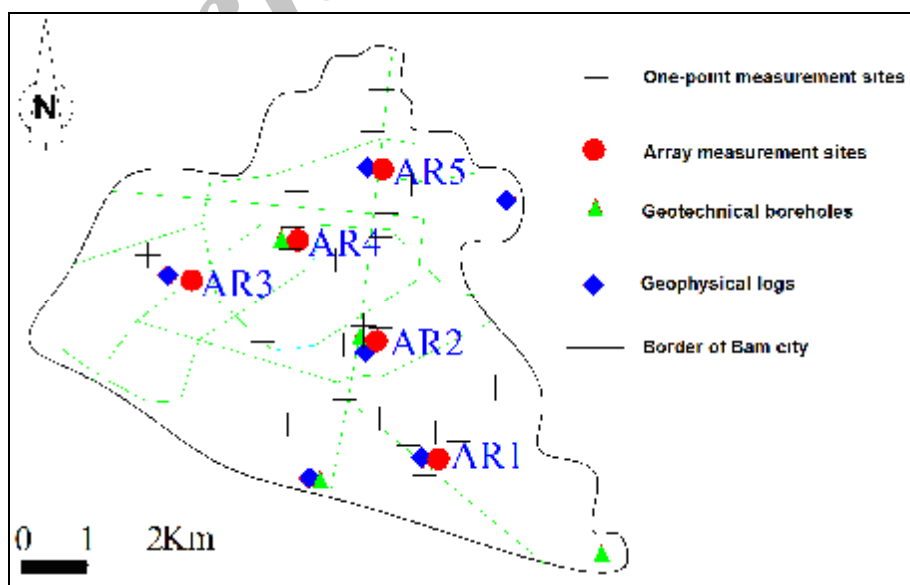 N
One-point measurement sites
Array measurement sites
Geotechnical boreholes
Geophysical logs
Border of Bam city
AR5
AR4
AR3
AR2
AR1
0 1 2Km